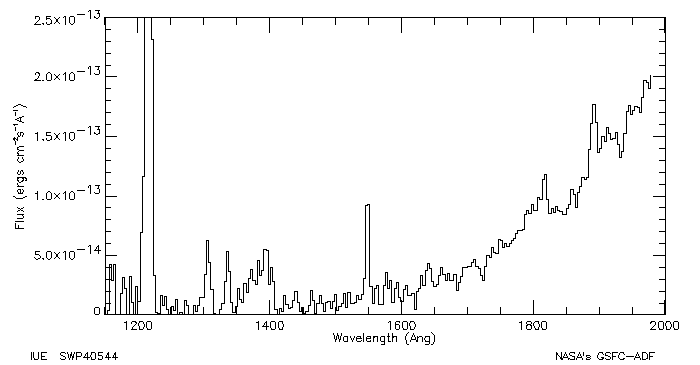 2.5×10⁻¹³
2.0×10⁻¹³
1.5×10⁻¹³
1.0×10⁻¹³
5.0×10⁻¹⁴
0
Flux (ergs cm⁻²s⁻¹A⁻¹)
1200 1400 1600 1800 2000
Wavelength (Ang)
IUE SWP40544 NASA's GSFC−ADF